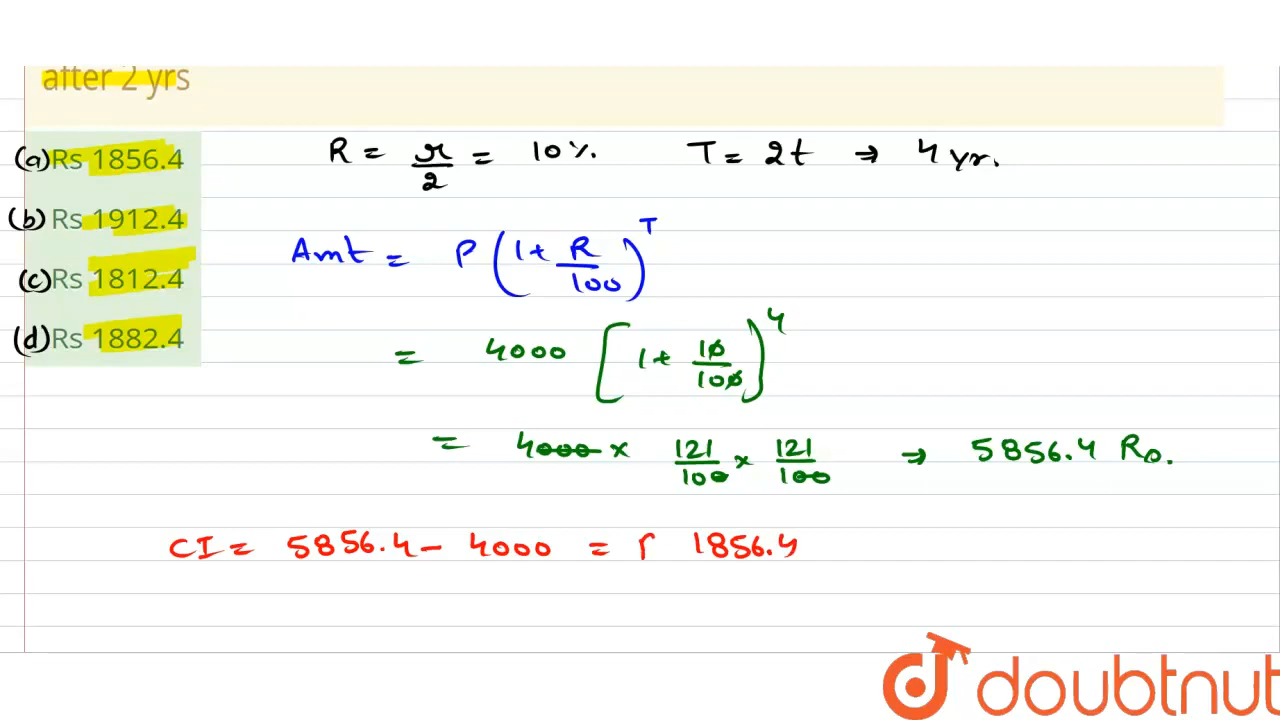 after 2 yrs
(a) Rs 1856.4
R = r/2 = 10%. T = 2t → 4 yr.
(b) Rs 1912.4
Amt = P (1 + R/100)^T
(c) Rs 1812.4
(d) Rs 1882.4
= 4000 [1 + 10/100)^4
= 4000 × 121/100 × 121/100 → 5856.4 Rs.
CI = 5856.4 - 4000 = r 1856.4
doubtnut